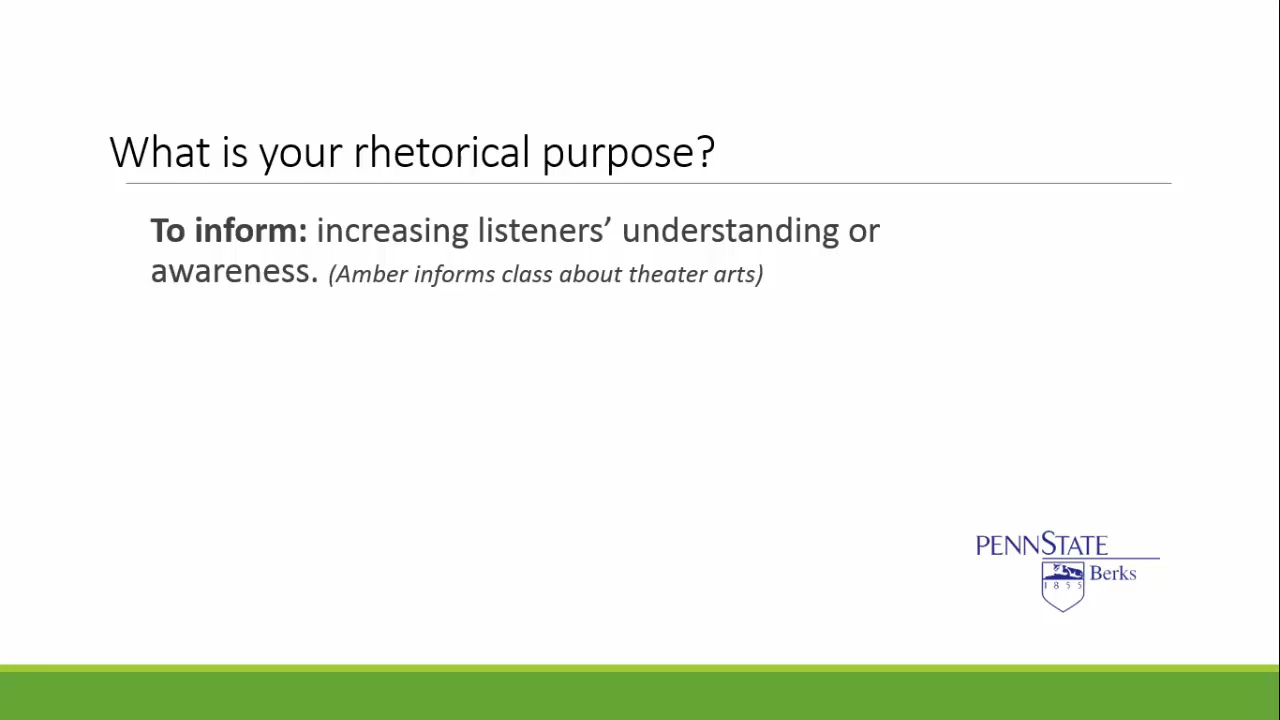 What is your rhetorical purpose?
To inform: increasing listeners’ understanding or
awareness. (Amber informs class about theater arts)
PENNSTATE
Berks
1855